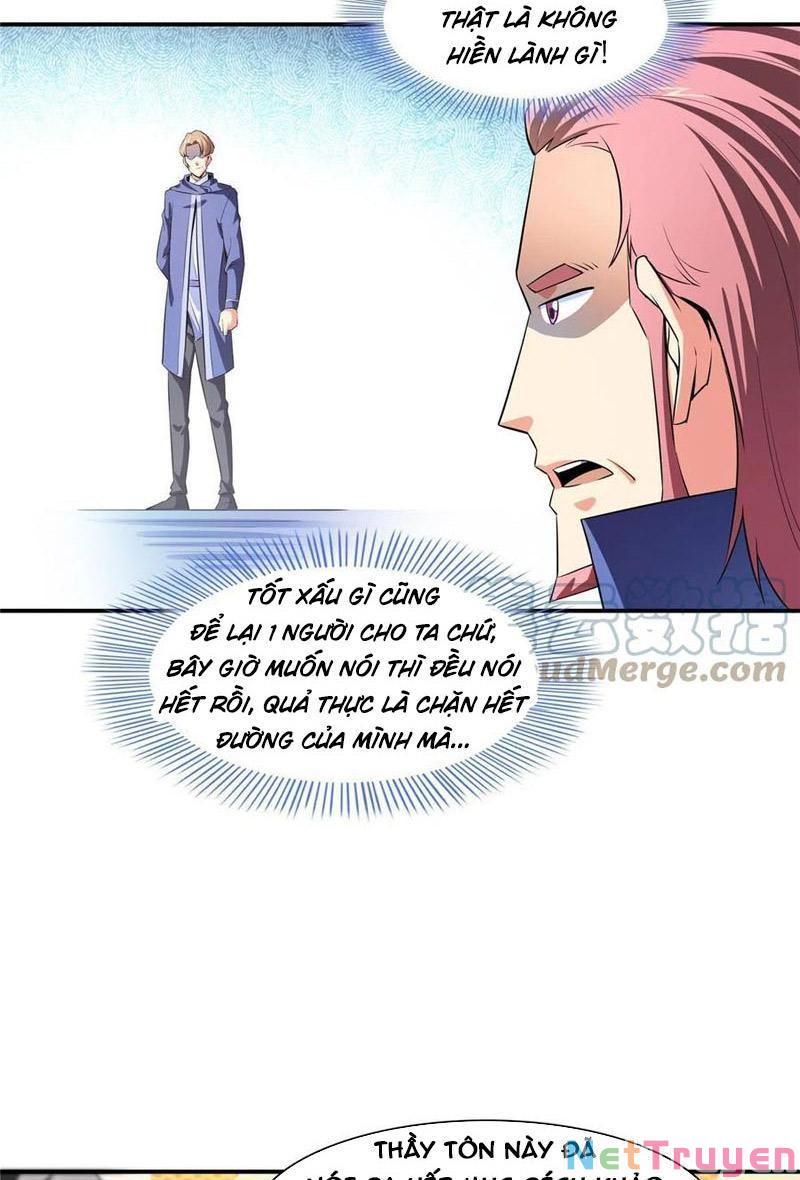 THẬT LÀ KHÔNG
HIỀN LÀNH GÌ!
TỐT XẤU GÌ CŨNG
ĐỂ LẠI 1 NGƯỜI CHO TA CHỨ,
BÂY GIỜ MUỐN NÓI THÌ ĐỀU NÓI
HẾT RỒI, QUẢ THỰC LÀ CHẶN HẾT
ĐƯỜNG CỦA MÌNH MÀ...
udMerge.com
THẦY TÔN NÀY ĐÃ
NetTruyen